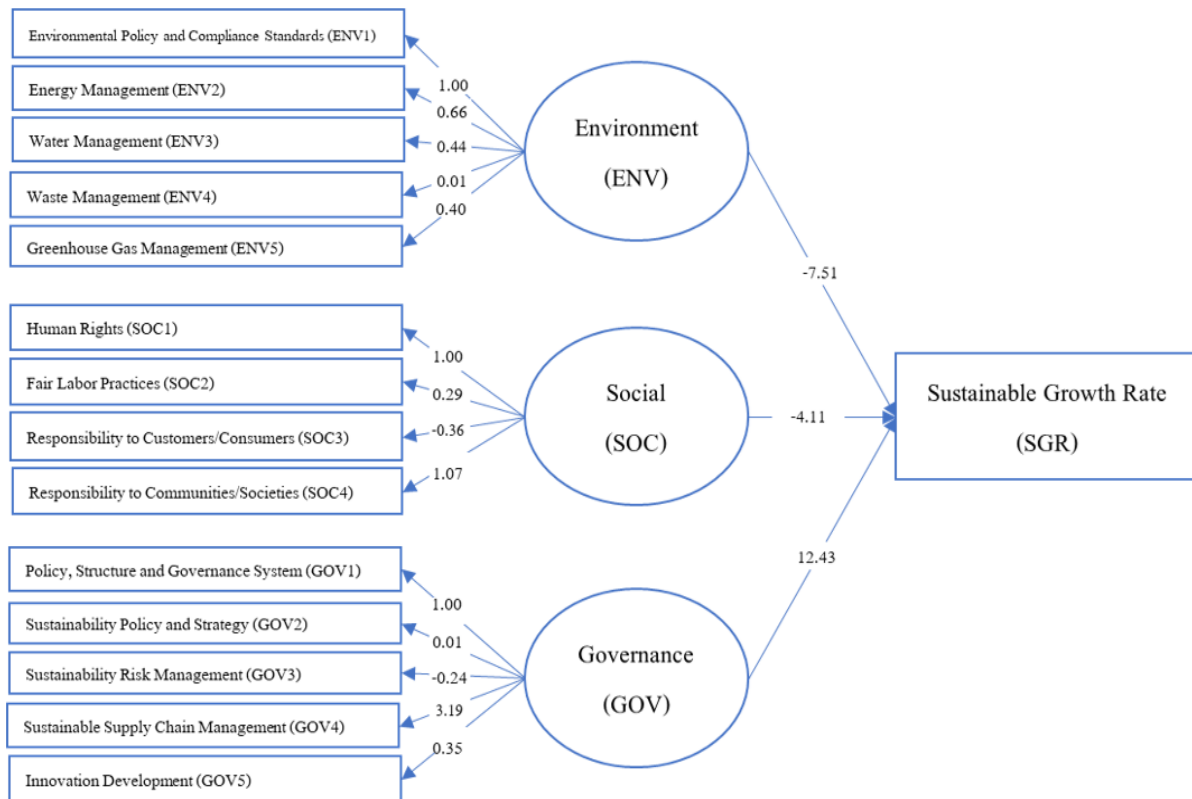 Environmental Policy and Compliance Standards (ENV1)
Energy Management (ENV2)
Water Management (ENV3)
Waste Management (ENV4)
Greenhouse Gas Management (ENV5)
1.00
0.66
0.44
0.01
0.40
Environment
(ENV)
-7.51
Human Rights (SOC1)
Fair Labor Practices (SOC2)
Responsibility to Customers/Consumers (SOC3)
Responsibility to Communities/Societies (SOC4)
1.00
0.29
-0.36
1.07
Social
(SOC)
-4.11
Sustainable Growth Rate
(SGR)
Policy, Structure and Governance System (GOV1)
Sustainability Policy and Strategy (GOV2)
Sustainability Risk Management (GOV3)
Sustainable Supply Chain Management (GOV4)
Innovation Development (GOV5)
1.00
0.01
-0.24
3.19
0.35
Governance
(GOV)
12.43